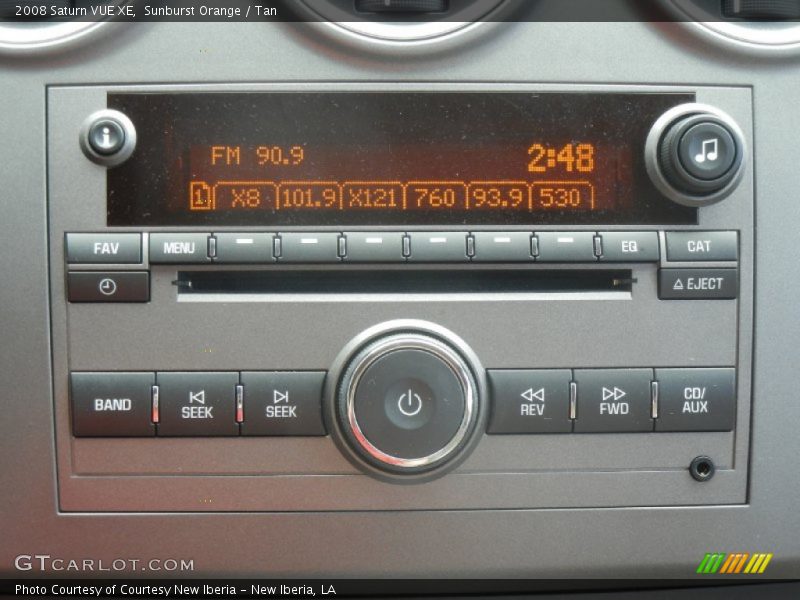 2008 Saturn VUE XE,  Sunburst Orange / Tan
FM 90.9 2:48
1 X8 101.9 X121 760 93.9 530
FAV MENU EQ CAT
EJECT
BAND SEEK SEEK REV FWD CD/
AUX
GTCARLOT.COM
Photo Courtesy of Courtesy New Iberia - New Iberia, LA